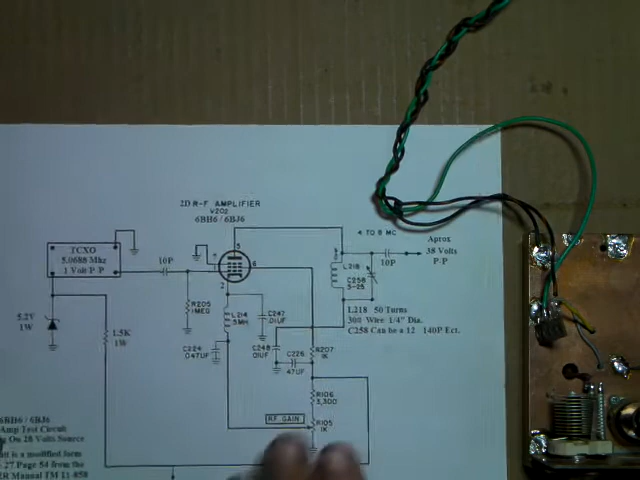 2D R-F AMPLIFIER
V202
6BH6 / 6BJ6
TCXO
5.0688 Mhz
1 Volt P-P
10P
5
7
6
2
4 TO 8 MC
Aprox
38 Volts
P-P
10P
L218
C258
5-25
R205
1MEG
L214
5MH
C247
.01UF
L218 50 Turns
30# Wire 1/4" Dia.
C258 Can be a 12 140P Ect.
5.2V
1W
1.5K
1W
C224
.047UF
C248
.01UF
C226
.47UF
R207
1K
R106
3,300
RF GAIN
R105
1K
6BH6 / 6BJ6
Amp Test Circuit
On 28 Volts Source
is a modified form
27 Page 54 from the
R Manual TM 11-858